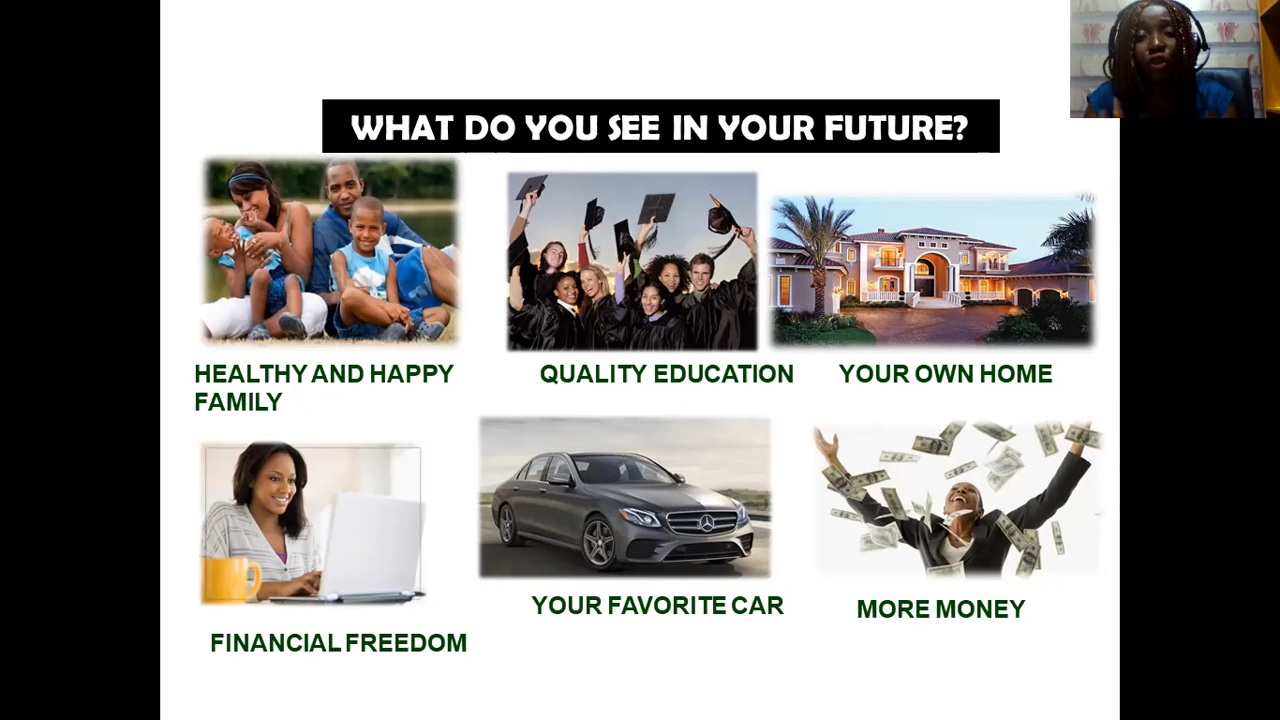 WHAT DO YOU SEE IN YOUR FUTURE?
HEALTHY AND HAPPY
FAMILY
QUALITY EDUCATION
YOUR OWN HOME
FINANCIAL FREEDOM
YOUR FAVORITE CAR
MORE MONEY